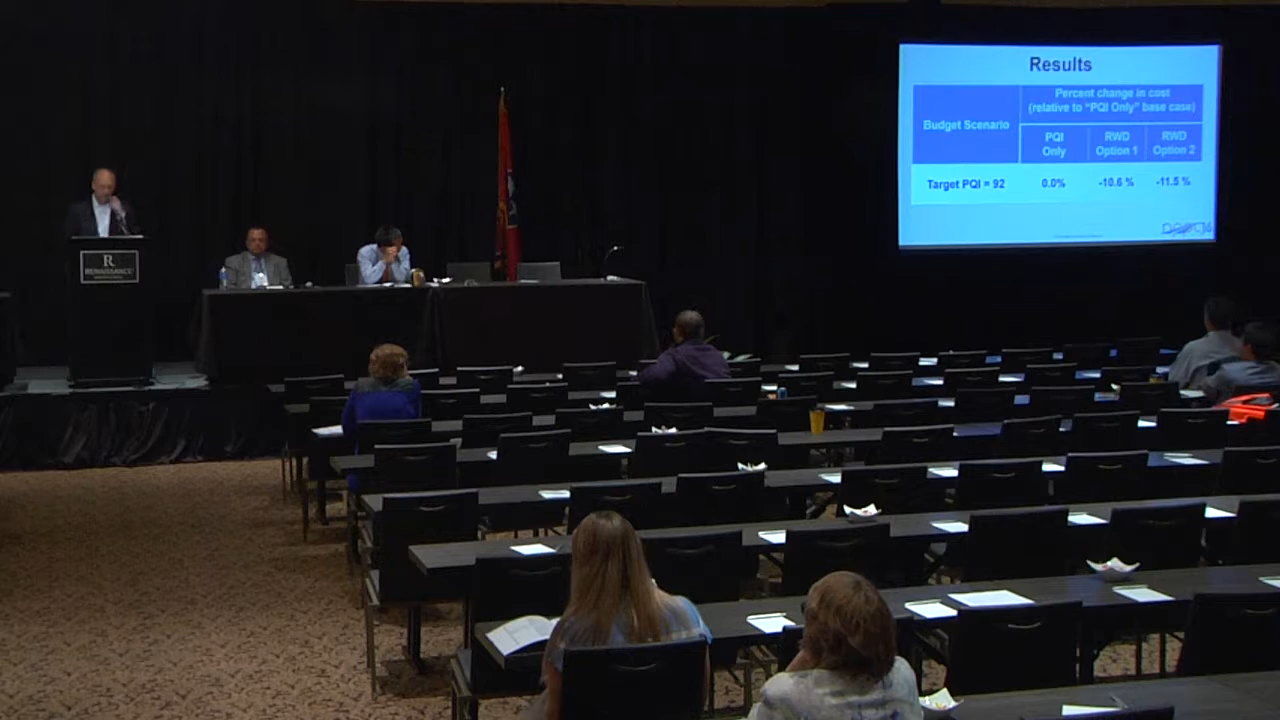 R
RENAISSANCE
Results
Budget Scenario
Percent change in cost
(relative to "PQI Only" base case)
PQI Only
RWD Option 1
RWD Option 2
Target PQI = 92
0.0%
-10.6 %
-11.5 %